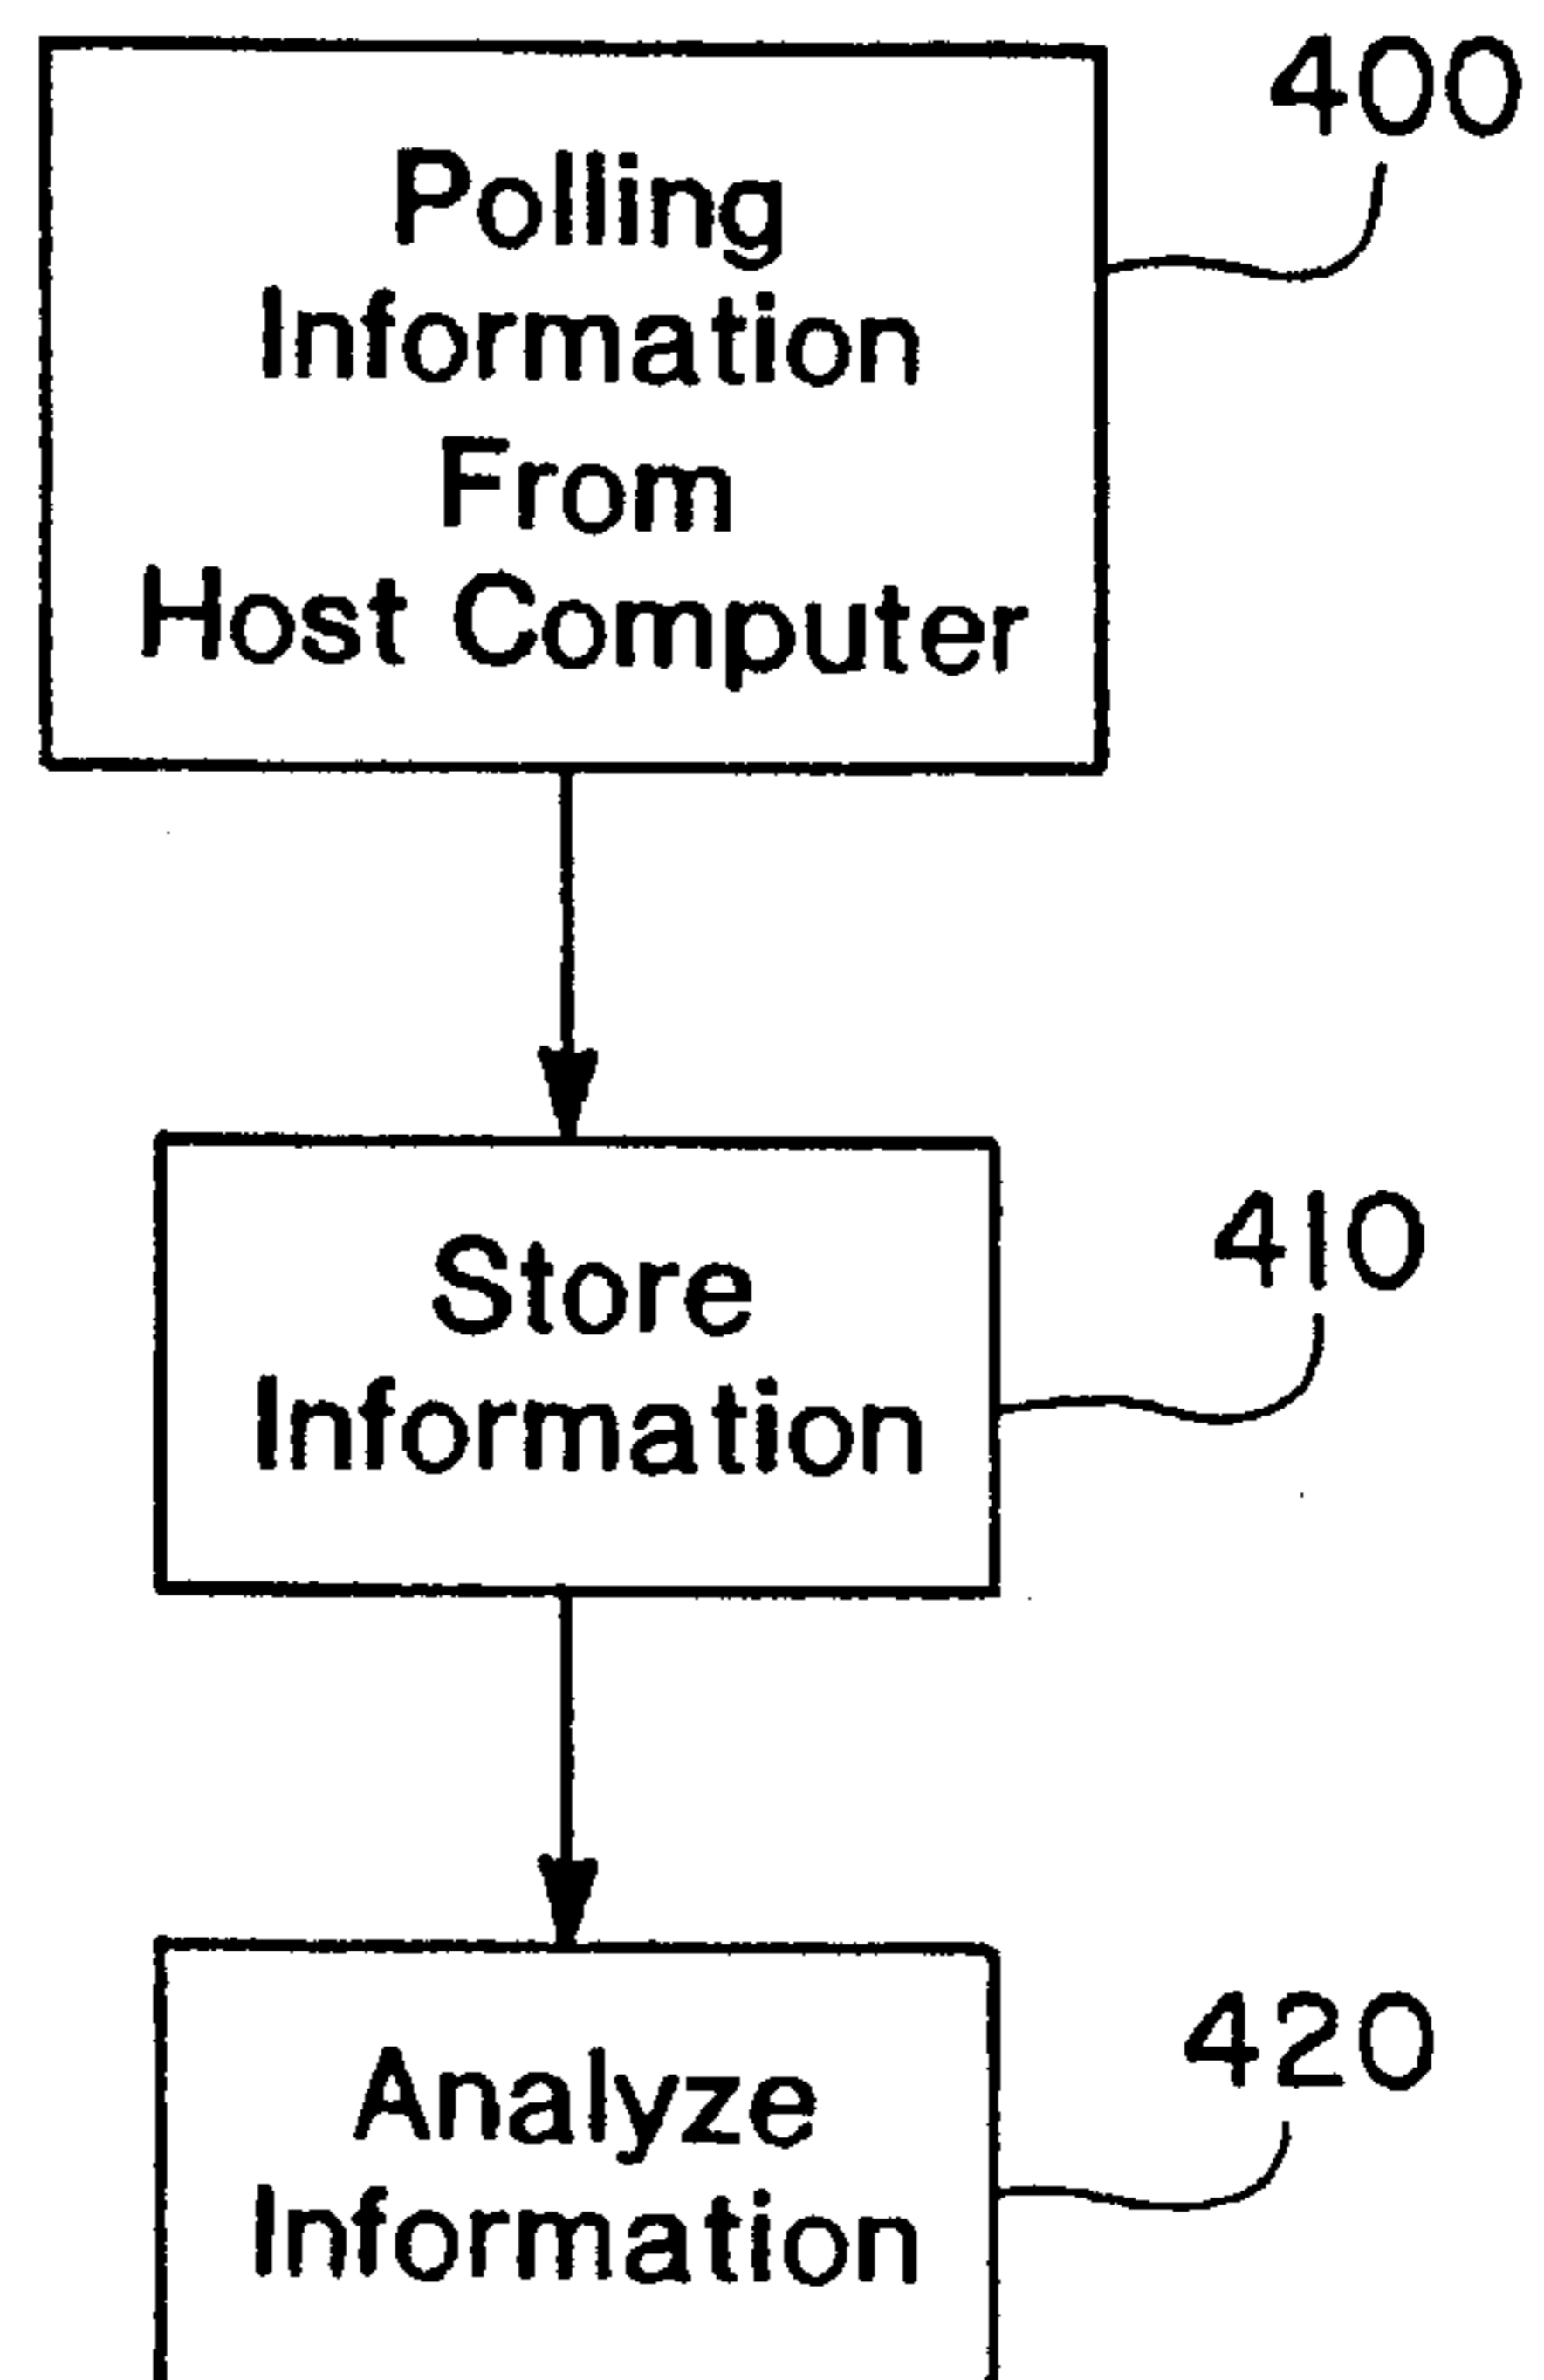 400
Polling
Information
From
Host Computer
410
Store
Information
420
Analyze
Information